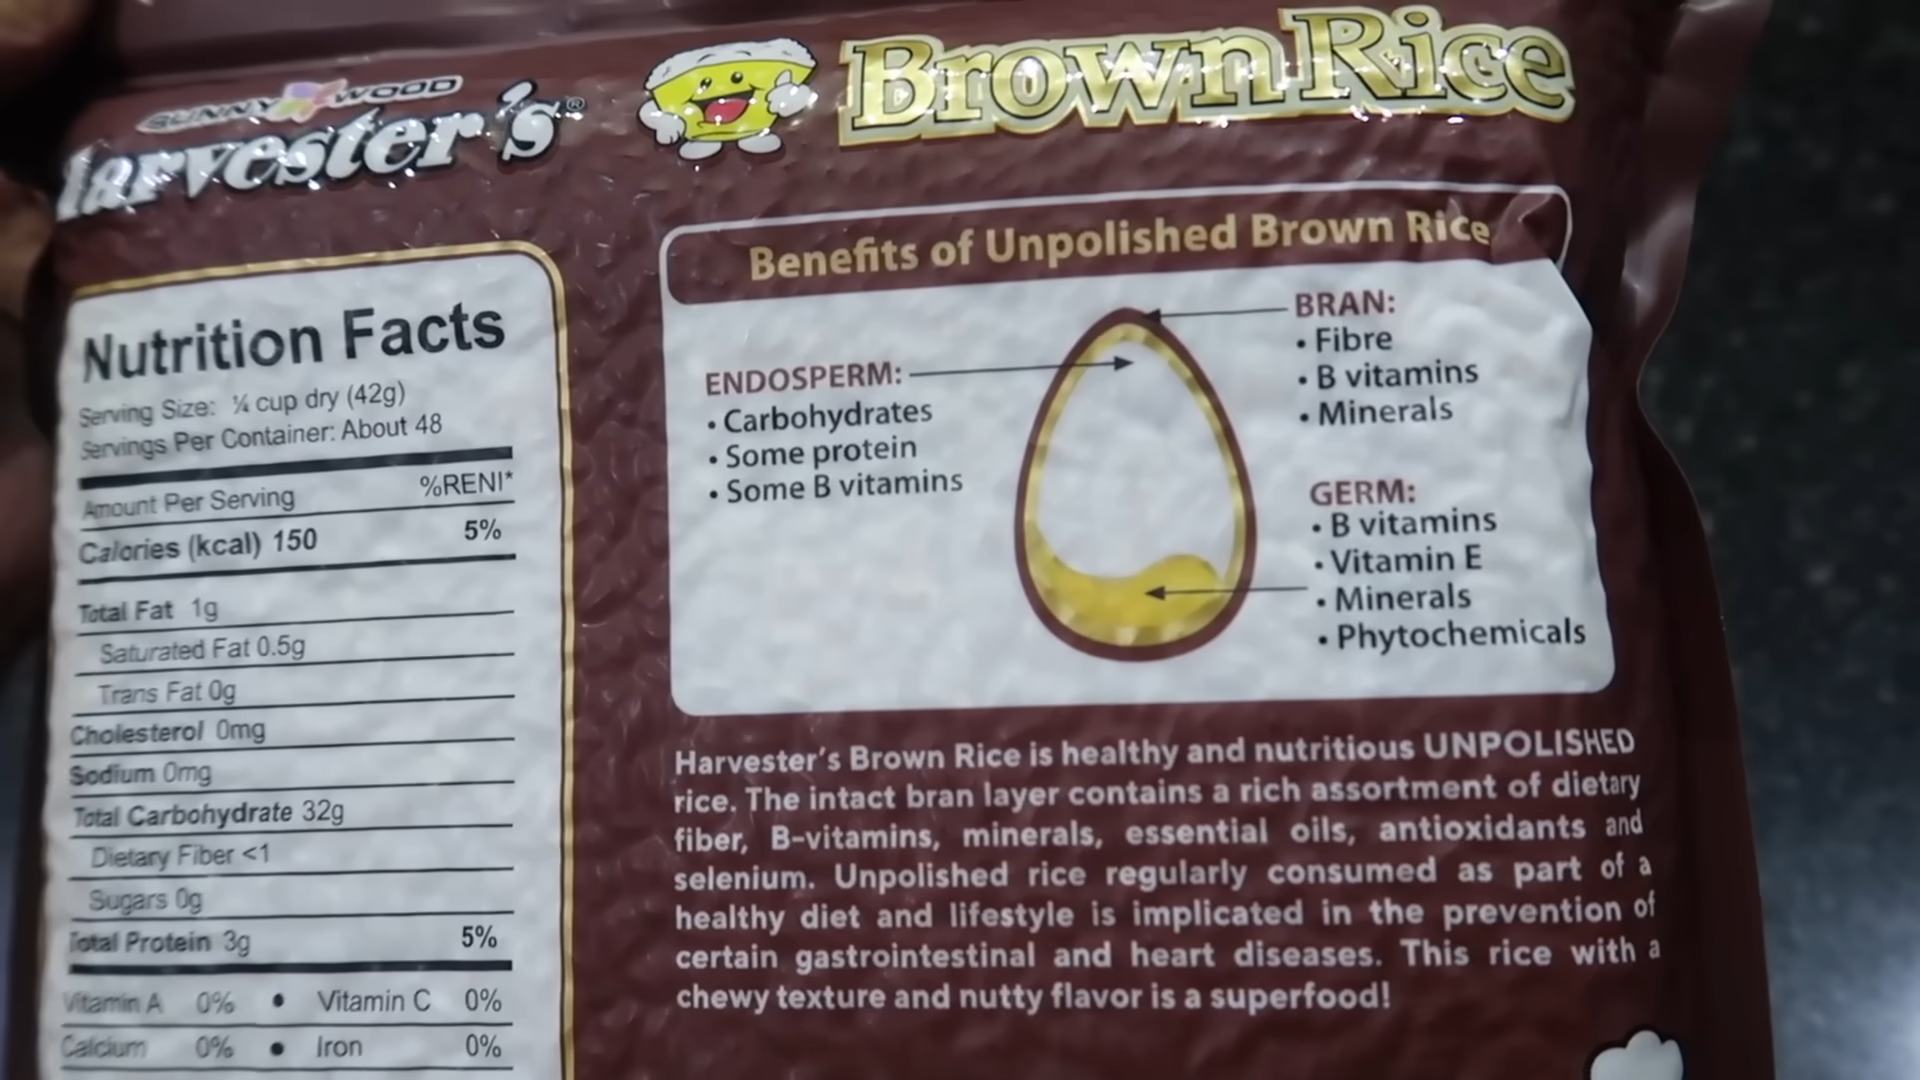 SUNNYWOOD
Harvester's®
Brown Rice
Nutrition Facts
Serving Size: ¼ cup dry (42g)
Servings Per Container: About 48
Amount Per Serving %RENI*
Calories (kcal) 150 5%
Total Fat 1g
Saturated Fat 0.5g
Trans Fat 0g
Cholesterol 0mg
Sodium 0mg
Total Carbohydrate 32g
Dietary Fiber <1
Sugars 0g
Total Protein 3g 5%
Vitamin A 0% • Vitamin C 0%
Calcium 0% • Iron 0%
Benefits of Unpolished Brown Rice
ENDOSPERM:
• Carbohydrates
• Some protein
• Some B vitamins
BRAN:
• Fibre
• B vitamins
• Minerals
GERM:
• B vitamins
• Vitamin E
• Minerals
• Phytochemicals
Harvester's Brown Rice is healthy and nutritious UNPOLISHED
rice. The intact bran layer contains a rich assortment of dietary
fiber, B-vitamins, minerals, essential oils, antioxidants and
selenium. Unpolished rice regularly consumed as part of a
healthy diet and lifestyle is implicated in the prevention of
certain gastrointestinal and heart diseases. This rice with a
chewy texture and nutty flavor is a superfood!